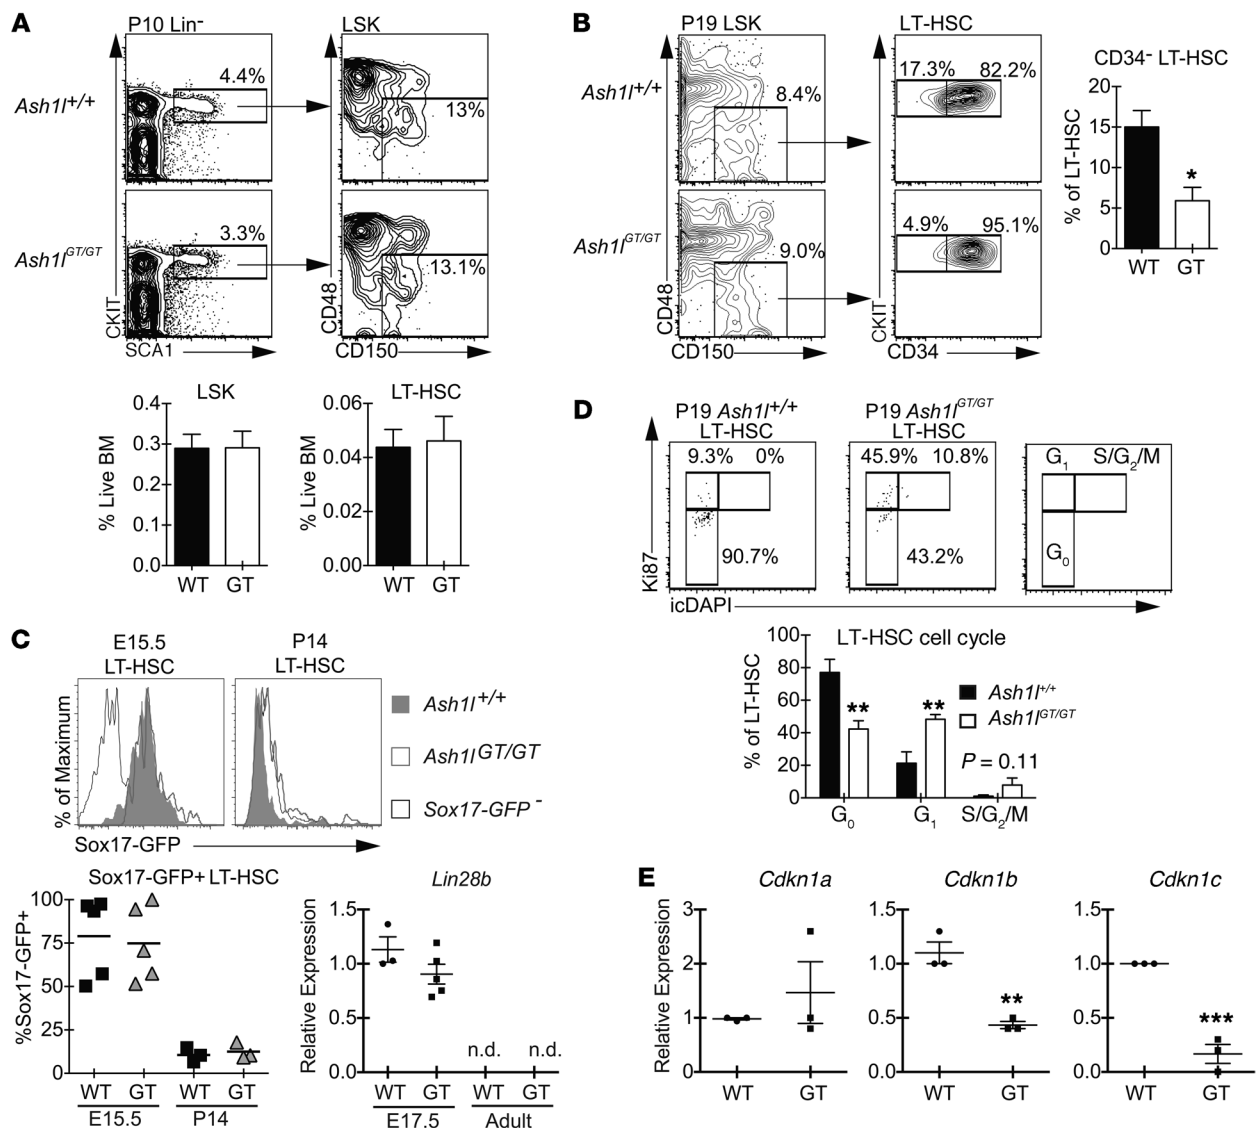 A
P10 Lin-
LSK
Ash1l+/+
4.4%
13%
Ash1lGT/GT
3.3%
13.1%
CKIT
SCA1
CD48
CD150
LSK
% Live BM
0.4
0.3
0.2
0.1
0.0
WT GT
LT-HSC
% Live BM
0.06
0.04
0.02
0.00
WT GT
B
P19 LSK
LT-HSC
Ash1l+/+
8.4%
17.3% 82.2%
Ash1lGT/GT
9.0%
4.9% 95.1%
CD48
CD150
CKIT
CD34
CD34- LT-HSC
% of LT-HSC
20
15
10
5
0
*
WT GT
C
E15.5
LT-HSC
P14
LT-HSC
% of Maximum
Sox17-GFP
Ash1l+/+
Ash1lGT/GT
Sox17-GFP-
Sox17-GFP+ LT-HSC
%Sox17-GFP+
100
75
50
25
0
WT GT WT GT
E15.5 P14
Lin28b
Relative Expression
1.5
1.0
0.5
0.0
n.d. n.d.
WT GT WT GT
E17.5 Adult
D
P19 Ash1l+/+
LT-HSC
9.3% 0%
90.7%
P19 Ash1lGT/GT
LT-HSC
45.9% 10.8%
43.2%
G1 S/G2/M
G0
Ki87
icDAPI
LT-HSC cell cycle
% of LT-HSC
100
80
60
40
20
0
**
**
P = 0.11
Ash1l+/+
Ash1lGT/GT
G0 G1 S/G2/M
E
Cdkn1a
Relative Expression
3
2
1
0
WT GT
Cdkn1b
1.5
1.0
0.5
0.0
**
WT GT
Cdkn1c
1.5
1.0
0.5
0.0
***
WT GT